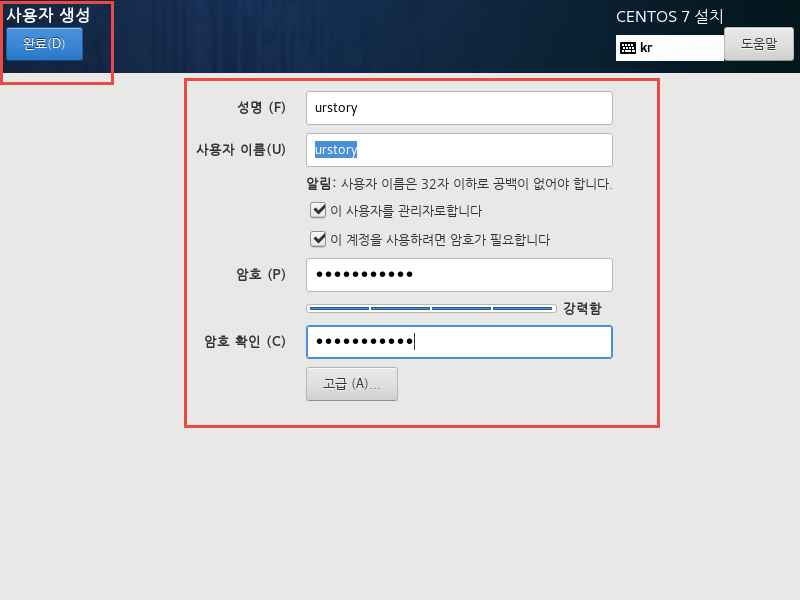 사용자 생성
완료(D)
CENTOS 7 설치
kr
도움말
성명 (F)
urstory
사용자 이름(U)
urstory
알림: 사용자 이름은 32자 이하로 공백이 없어야 합니다.
이 사용자를 관리자로합니다
이 계정을 사용하려면 암호가 필요합니다
암호 (P)
●●●●●●●●●●●
강력함
암호 확인 (C)
●●●●●●●●●●●
고급 (A)...